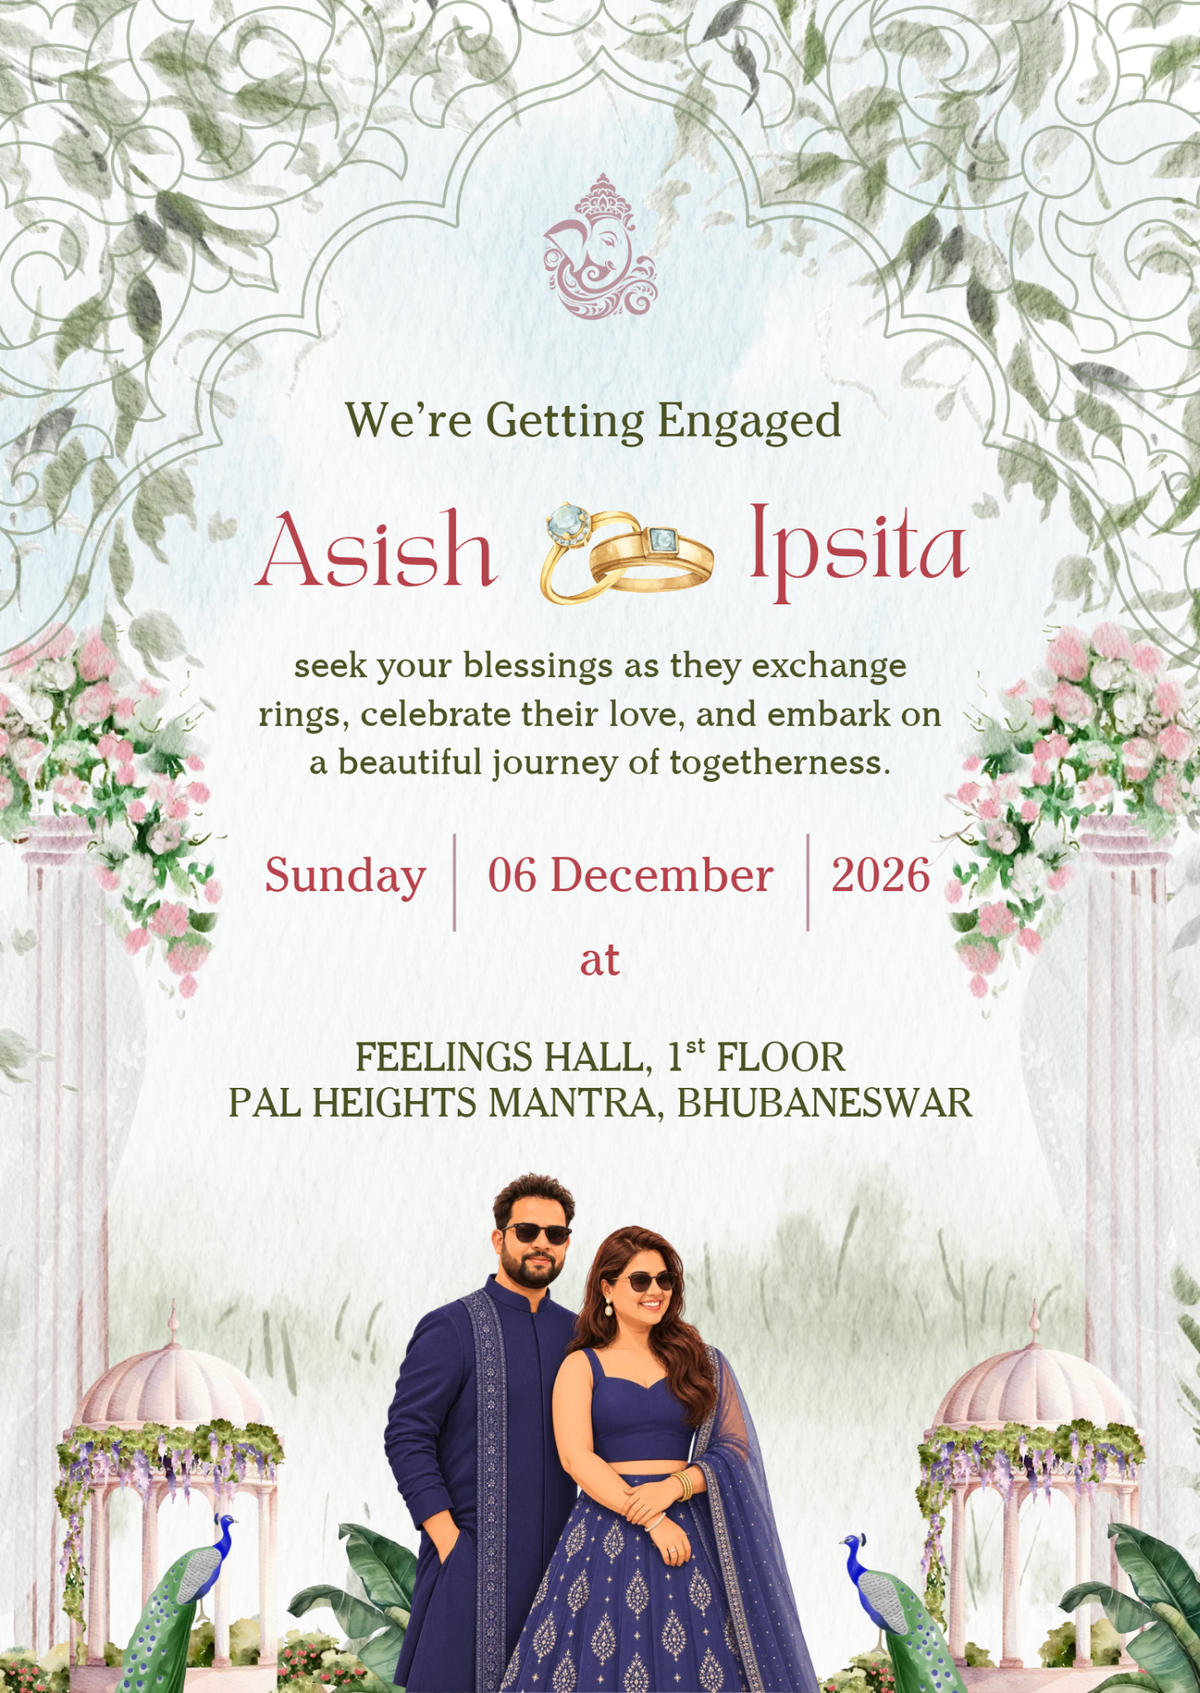 We’re Getting Engaged
Asish Ipsita
seek your blessings as they exchange
rings, celebrate their love, and embark on
a beautiful journey of togetherness.
Sunday 06 December 2026
at
FEELINGS HALL, 1st FLOOR
PAL HEIGHTS MANTRA, BHUBANESWAR